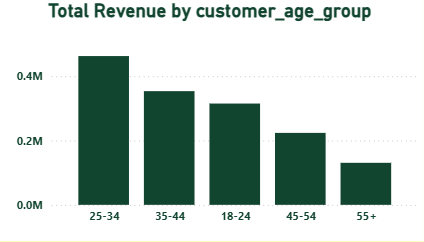 Total Revenue by customer_age_group
0.4M
0.2M
0.0M
25-34 35-44 18-24 45-54 55+